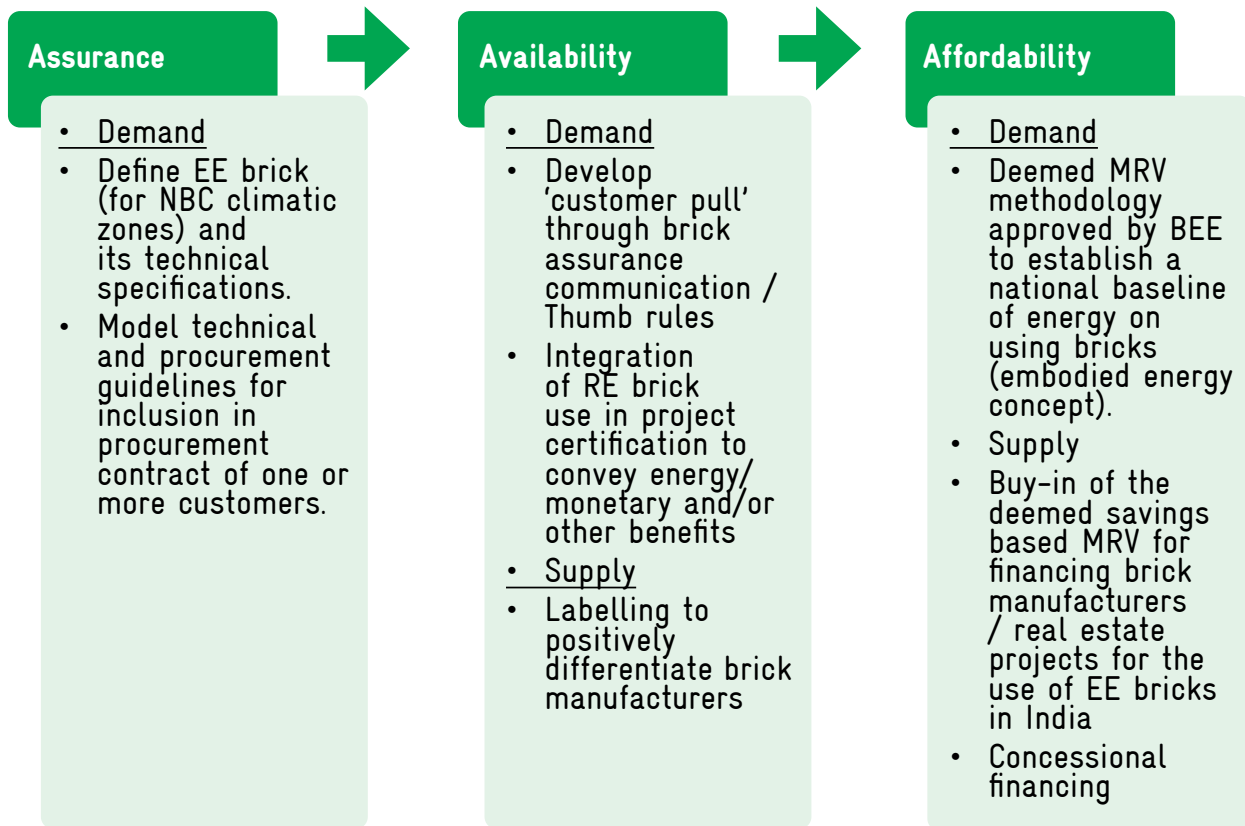 Assurance
• Demand
• Define EE brick
(for NBC climatic
zones) and
its technical
specifications.
• Model technical
and procurement
guidelines for
inclusion in
procurement
contract of one or
more customers.
Availability
• Demand
• Develop
‘customer pull’
through brick
assurance
communication /
Thumb rules
• Integration
of RE brick
use in project
certification to
convey energy/
monetary and/or
other benefits
• Supply
• Labelling to
positively
differentiate brick
manufacturers
Affordability
• Demand
• Deemed MRV
methodology
approved by BEE
to establish a
national baseline
of energy on
using bricks
(embodied energy
concept).
• Supply
• Buy-in of the
deemed savings
based MRV for
financing brick
manufacturers
/ real estate
projects for the
use of EE bricks
in India
• Concessional
financing